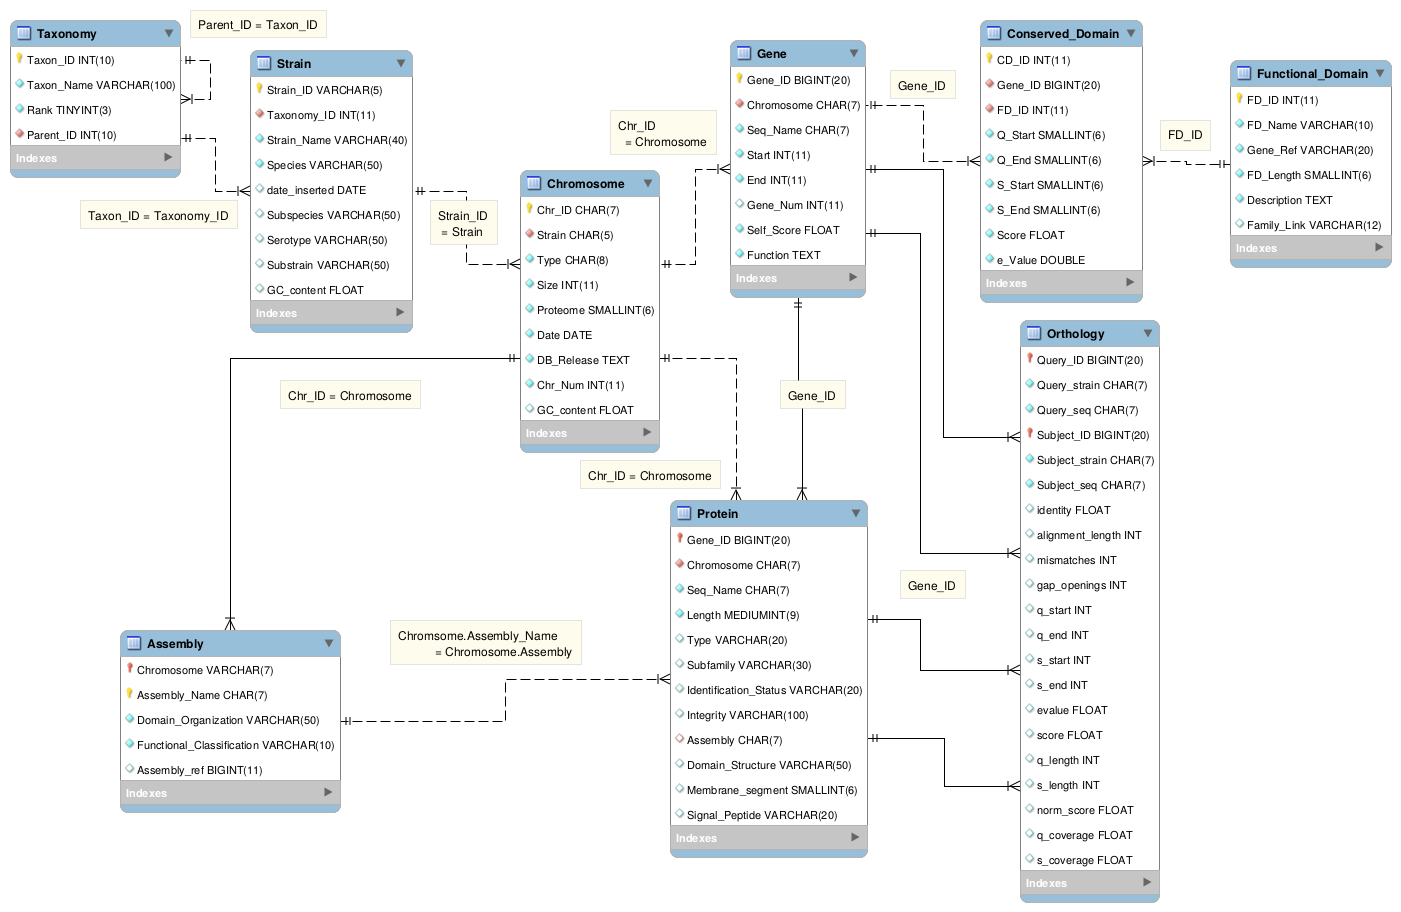 Taxonomy
Taxon_ID INT(10)
Taxon_Name VARCHAR(100)
Rank TINYINT(3)
Parent_ID INT(10)
Indexes
Parent_ID = Taxon_ID
Taxon_ID = Taxonomy_ID
Strain
Strain_ID VARCHAR(5)
Taxonomy_ID INT(11)
Strain_Name VARCHAR(40)
Species VARCHAR(50)
date_inserted DATE
Subspecies VARCHAR(50)
Serotype VARCHAR(50)
Substrain VARCHAR(50)
GC_content FLOAT
Indexes
Strain_ID
= Strain
Chromosome
Chr_ID CHAR(7)
Strain CHAR(5)
Type CHAR(8)
Size INT(11)
Proteome SMALLINT(6)
Date DATE
DB_Release TEXT
Chr_Num INT(11)
GC_content FLOAT
Indexes
Chr_ID
= Chromosome
Gene
Gene_ID BIGINT(20)
Chromosome CHAR(7)
Seq_Name CHAR(7)
Start INT(11)
End INT(11)
Gene_Num INT(11)
Self_Score FLOAT
Function TEXT
Indexes
Gene_ID
Conserved_Domain
CD_ID INT(11)
Gene_ID BIGINT(20)
FD_ID INT(11)
Q_Start SMALLINT(6)
Q_End SMALLINT(6)
S_Start SMALLINT(6)
S_End SMALLINT(6)
Score FLOAT
e_Value DOUBLE
Indexes
FD_ID
Functional_Domain
FD_ID INT(11)
FD_Name VARCHAR(10)
Gene_Ref VARCHAR(20)
FD_Length SMALLINT(6)
Description TEXT
Family_Link VARCHAR(12)
Indexes
Chr_ID = Chromosome
Gene_ID
Chr_ID = Chromosome
Orthology
Query_ID BIGINT(20)
Query_strain CHAR(7)
Query_seq CHAR(7)
Subject_ID BIGINT(20)
Subject_strain CHAR(7)
Subject_seq CHAR(7)
identity FLOAT
alignment_length INT
mismatches INT
gap_openings INT
q_start INT
q_end INT
s_start INT
s_end INT
evalue FLOAT
score FLOAT
q_length INT
s_length INT
norm_score FLOAT
q_coverage FLOAT
s_coverage FLOAT
Indexes
Protein
Gene_ID BIGINT(20)
Chromosome CHAR(7)
Seq_Name CHAR(7)
Length MEDIUMINT(9)
Type VARCHAR(20)
Subfamily VARCHAR(30)
Identification_Status VARCHAR(20)
Integrity VARCHAR(100)
Assembly CHAR(7)
Domain_Structure VARCHAR(50)
Membrane_segment SMALLINT(6)
Signal_Peptide VARCHAR(20)
Indexes
Gene_ID
Chromsome.Assembly_Name
= Chromosome.Assembly
Assembly
Chromosome VARCHAR(7)
Assembly_Name CHAR(7)
Domain_Organization VARCHAR(50)
Functional_Classification VARCHAR(10)
Assembly_ref BIGINT(11)
Indexes